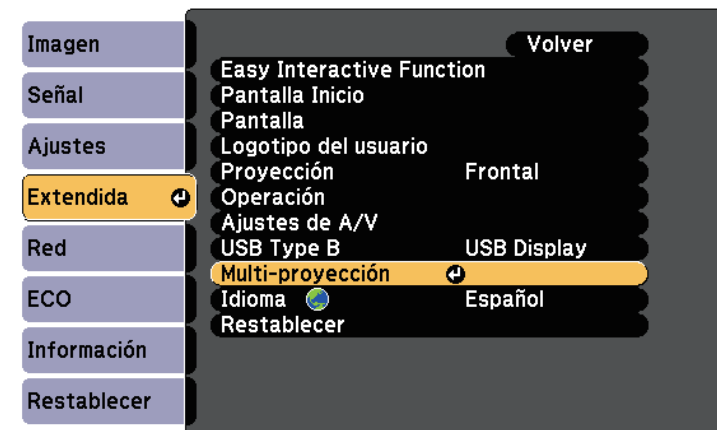 Imagen
Señal
Ajustes
Extendida
Red
ECO
Información
Restablecer
Volver
Easy Interactive Function
Pantalla Inicio
Pantalla
Logotipo del usuario
Proyección Frontal
Operación
Ajustes de A/V
USB Type B USB Display
Multi-proyección
Idioma Español
Restablecer